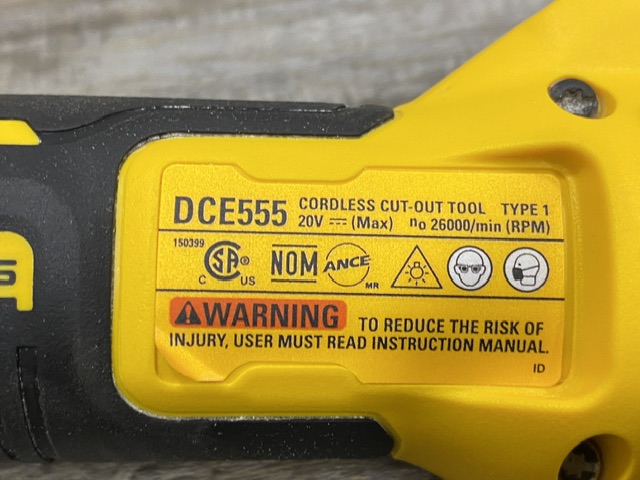 DCE555 CORDLESS CUT-OUT TOOL TYPE 1
20V ⎓ (Max) n₀ 26000/min (RPM)
150399
C SA US
NOM ANCE MR
WARNING TO REDUCE THE RISK OF
INJURY, USER MUST READ INSTRUCTION MANUAL.
ID